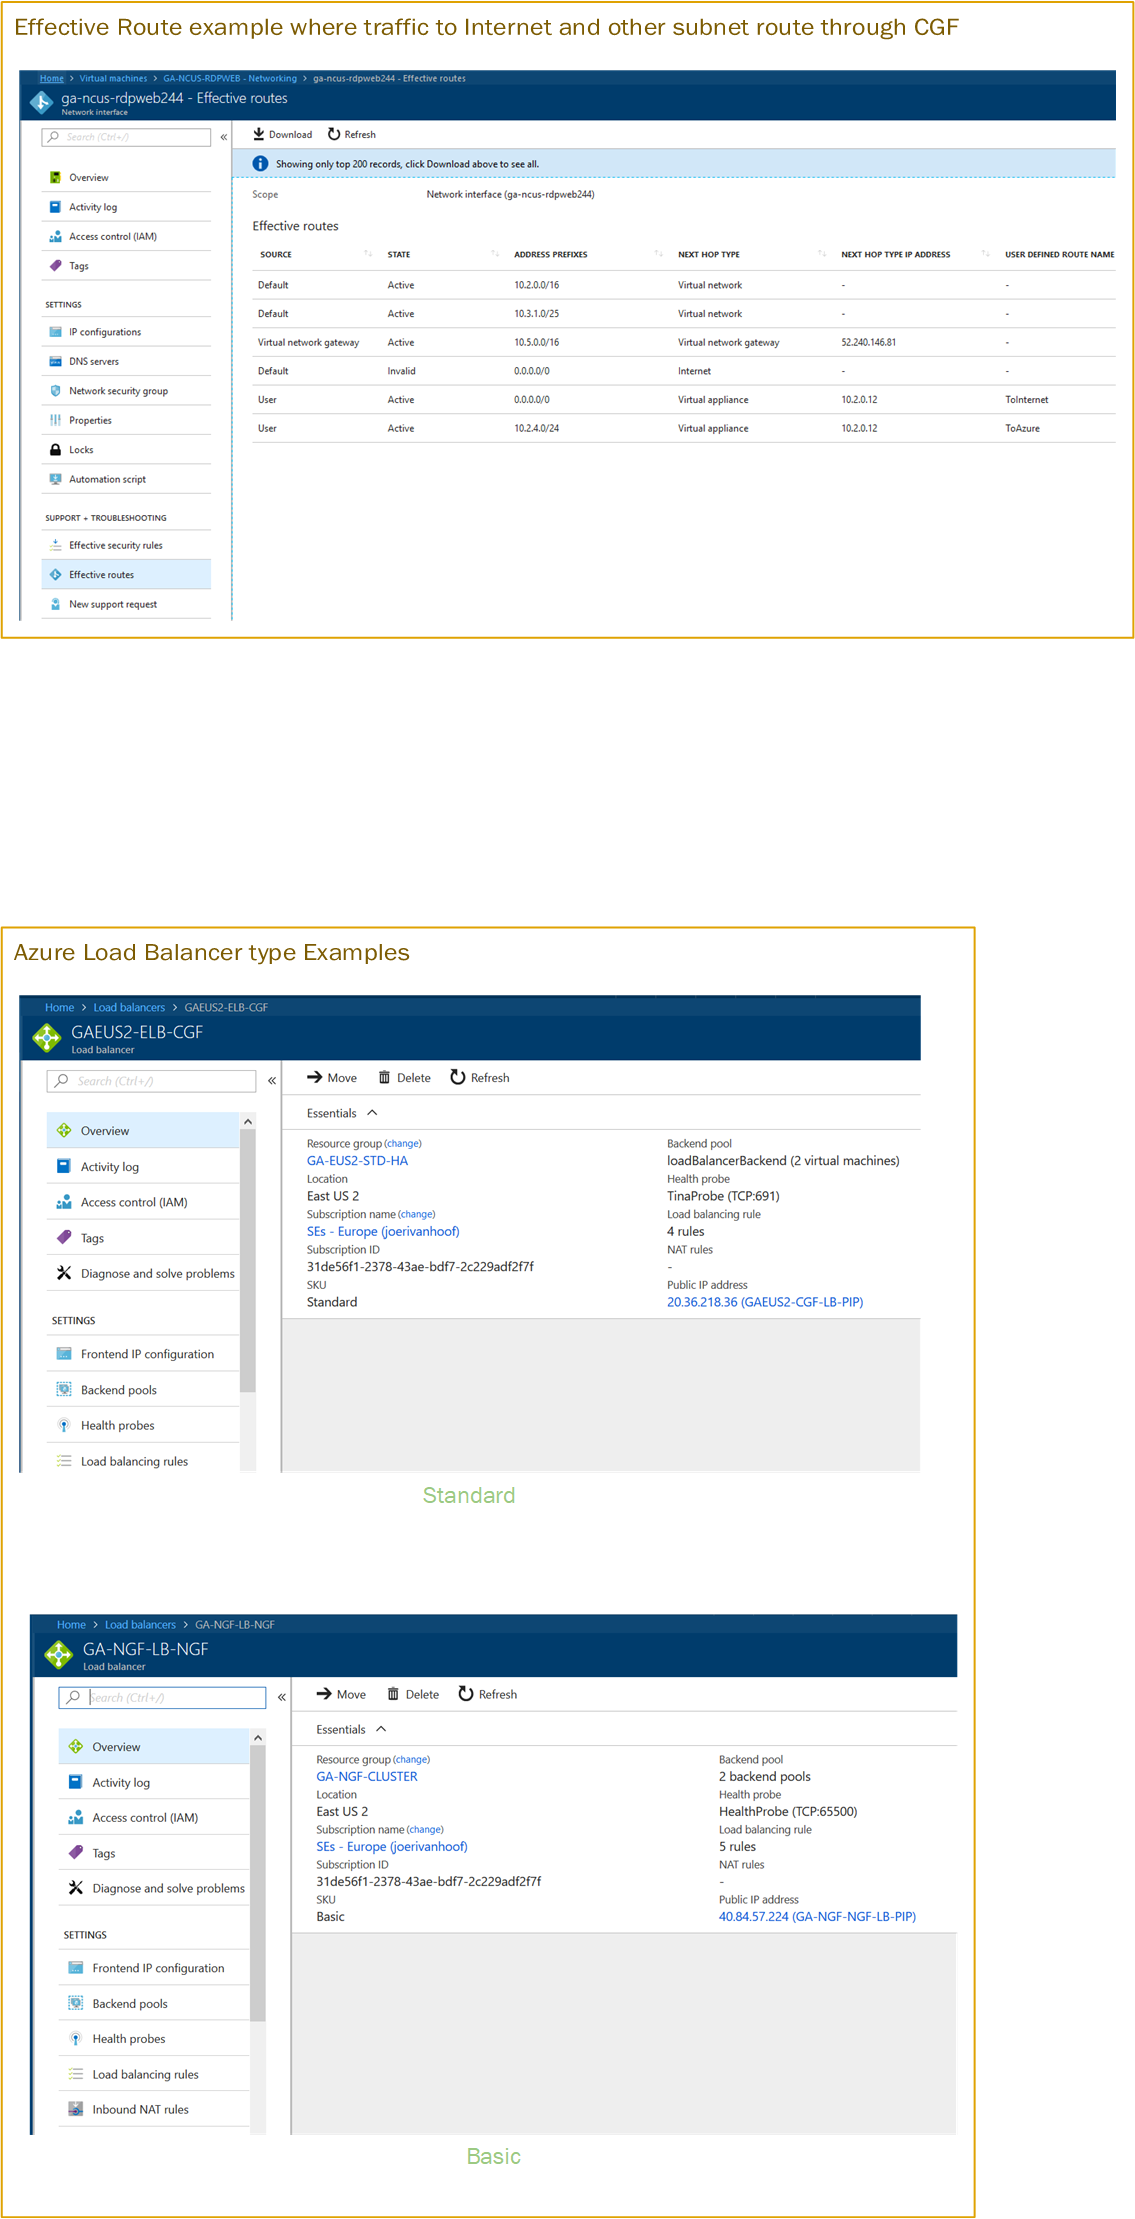 Effective Route example where traffic to Internet and other subnet route through CGF
Home > Virtual machines > GA-NCUS-RDPWEB - Networking > ga-ncus-rdpweb244 - Effective routes
ga-ncus-rdpweb244 - Effective routes
Network interface
Search (Ctrl+/)
«
Download Refresh
Showing only top 200 records, click Download above to see all.
Overview
Activity log
Access control (IAM)
Tags
SETTINGS
IP configurations
DNS servers
Network security group
Properties
Locks
Automation script
SUPPORT + TROUBLESHOOTING
Effective security rules
Effective routes
New support request
Scope Network interface (ga-ncus-rdpweb244)
Effective routes
SOURCE STATE ADDRESS PREFIXES NEXT HOP TYPE NEXT HOP TYPE IP ADDRESS USER DEFINED ROUTE NAME
Default Active 10.2.0.0/16 Virtual network - -
Default Active 10.3.1.0/25 Virtual network - -
Virtual network gateway Active 10.5.0.0/16 Virtual network gateway 52.240.146.81 -
Default Invalid 0.0.0.0/0 Internet - -
User Active 0.0.0.0/0 Virtual appliance 10.2.0.12 ToInternet
User Active 10.2.4.0/24 Virtual appliance 10.2.0.12 ToAzure
Azure Load Balancer type Examples
Home > Load balancers > GAEUS2-ELB-CGF
GAEUS2-ELB-CGF
Load balancer
Search (Ctrl+/)
«
Overview
Activity log
Access control (IAM)
Tags
Diagnose and solve problems
SETTINGS
Frontend IP configuration
Backend pools
Health probes
Load balancing rules
Move Delete Refresh
Essentials
Resource group (change)
GA-EUS2-STD-HA
Location
East US 2
Subscription name (change)
SEs - Europe (joerivanhoof)
Subscription ID
31de56f1-2378-43ae-bdf7-2c229adf2f7f
SKU
Standard
Backend pool
loadBalancerBackend (2 virtual machines)
Health probe
TinaProbe (TCP:691)
Load balancing rule
4 rules
NAT rules
-
Public IP address
20.36.218.36 (GAEUS2-CGF-LB-PIP)
Standard
Home > Load balancers > GA-NGF-LB-NGF
GA-NGF-LB-NGF
Load balancer
Search (Ctrl+/)
«
Overview
Activity log
Access control (IAM)
Tags
Diagnose and solve problems
SETTINGS
Frontend IP configuration
Backend pools
Health probes
Load balancing rules
Inbound NAT rules
Move Delete Refresh
Essentials
Resource group (change)
GA-NGF-CLUSTER
Location
East US 2
Subscription name (change)
SEs - Europe (joerivanhoof)
Subscription ID
31de56f1-2378-43ae-bdf7-2c229adf2f7f
SKU
Basic
Backend pool
2 backend pools
Health probe
HealthProbe (TCP:65500)
Load balancing rule
5 rules
NAT rules
-
Public IP address
40.84.57.224 (GA-NGF-NGF-LB-PIP)
Basic